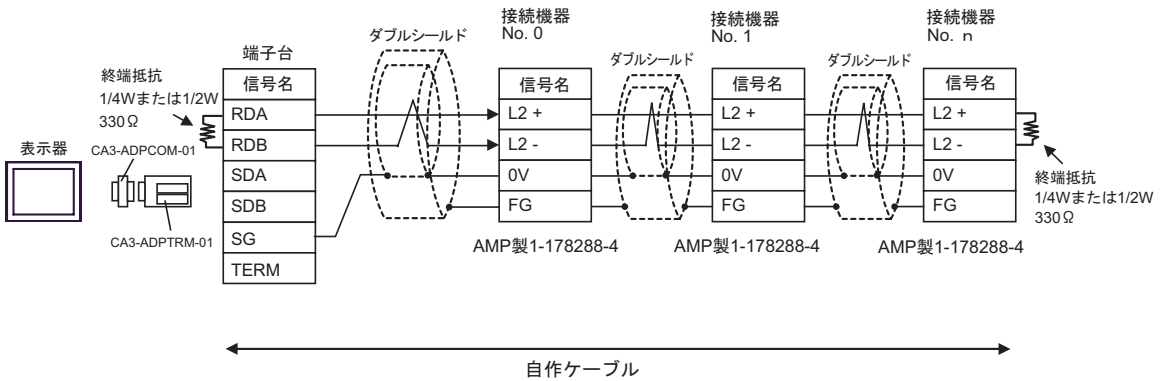 表示器
CA3-ADPCOM-01
CA3-ADPTRM-01
終端抵抗
1/4Wまたは1/2W
330Ω
端子台
信号名
RDA
RDB
SDA
SDB
SG
TERM
ダブルシールド
接続機器
No. 0
信号名
L2 +
L2 -
0V
FG
AMP製1-178288-4
ダブルシールド
接続機器
No. 1
信号名
L2 +
L2 -
0V
FG
AMP製1-178288-4
ダブルシールド
接続機器
No. n
信号名
L2 +
L2 -
0V
FG
AMP製1-178288-4
終端抵抗
1/4Wまたは1/2W
330Ω
自作ケーブル